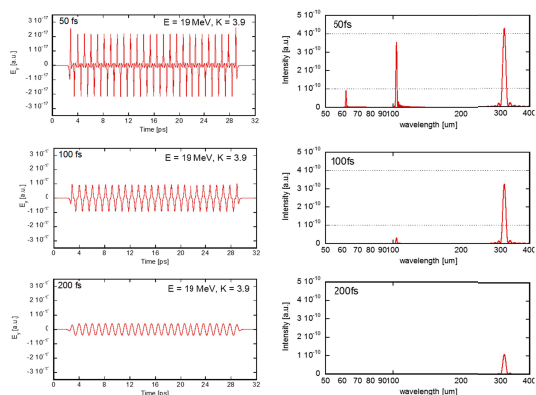 50 fs
E = 19 MeV, K = 3.9
3 10⁻¹⁷
2 10⁻¹⁷
1 10⁻¹⁷
0
-1 10⁻¹⁷
-2 10⁻¹⁷
-3 10⁻¹⁷
[a.u.]
0 4 8 12 16 20 24 28 32
Time [ps]
50fs
5 10⁻¹⁰
4 10⁻¹⁰
3 10⁻¹⁰
2 10⁻¹⁰
1 10⁻¹⁰
0
Intensity [a.u.]
50 60 70 80 90100 200 300 400
wavelength [um]
100 fs
E = 19 MeV, K = 3.9
3 10⁻¹⁷
2 10⁻¹⁷
1 10⁻¹⁷
0
-1 10⁻¹⁷
-2 10⁻¹⁷
-3 10⁻¹⁷
[a.u.]
0 4 8 12 16 20 24 28 32
Time [ps]
100fs
5 10⁻¹⁰
4 10⁻¹⁰
3 10⁻¹⁰
2 10⁻¹⁰
1 10⁻¹⁰
0
Intensity [a.u.]
50 60 70 80 90100 200 300 400
wavelength [um]
200 fs
E = 19 MeV, K = 3.9
3 10⁻¹⁷
2 10⁻¹⁷
1 10⁻¹⁷
0
-1 10⁻¹⁷
-2 10⁻¹⁷
-3 10⁻¹⁷
[a.u.]
0 4 8 12 16 20 24 28 32
Time [ps]
200fs
5 10⁻¹⁰
4 10⁻¹⁰
3 10⁻¹⁰
2 10⁻¹⁰
1 10⁻¹⁰
0
Intensity [a.u.]
50 60 70 80 90100 200 300 400
wavelength [um]